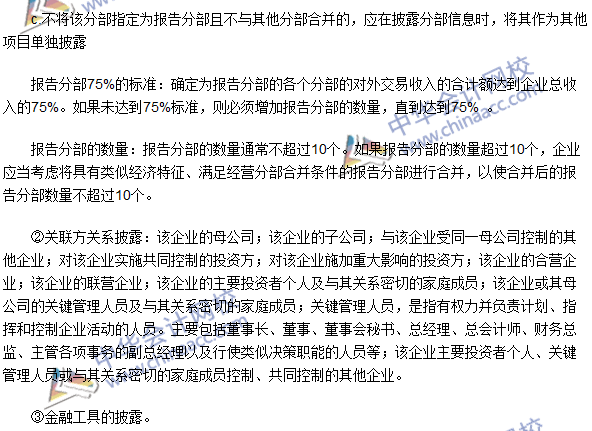 c.不将该分部指定为报告分部且不与其他分部合并的，应在披露分部信息时，将其作为其他
项目单独披露
报告分部75%的标准：确定为报告分部的各个分部的对外交易收入的合计额达到企业总收
入的75%。如果未达到75%标准，则必须增加报告分部的数量，直到达到75% 。
报告分部的数量：报告分部的数量通常不超过10个。如果报告分部的数量超过10个，企业
应当考虑将具有类似经济特征、满足经营分部合并条件的报告分部进行合并，以使合并后的报
告分部数量不超过10个。
②关联方关系披露：该企业的母公司；该企业的子公司；与该企业受同一母公司控制的其
他企业；对该企业实施共同控制的投资方；对该企业施加重大影响的投资方；该企业的合营企
业；该企业的联营企业；该企业的主要投资者个人及与其关系密切的家庭成员；该企业或其母
公司的关键管理人员及与其关系密切的家庭成员；关键管理人员，是指有权力并负责计划、指
挥和控制企业活动的人员。主要包括董事长、董事、董事会秘书、总经理、总会计师、财务总
监、主管各项事务的副总经理以及行使类似决策职能的人员等；该企业主要投资者个人、关键
管理人员或与其关系密切的家庭成员控制、共同控制的其他企业。
③金融工具的披露。
中华会计网校
www.chinaacc.com
中华会计网校
www.chinaacc.com